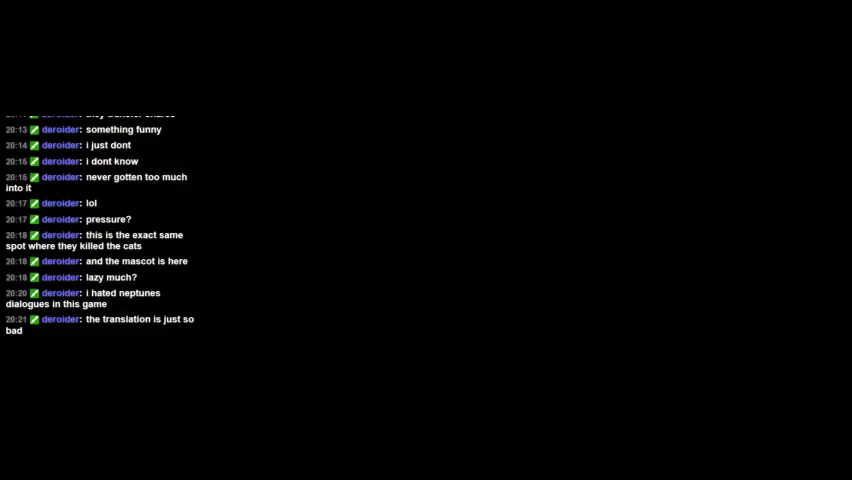 20:13 deroider: something funny
20:14 deroider: i just dont
20:15 deroider: i dont know
20:15 deroider: never gotten too much
into it
20:17 deroider: lol
20:17 deroider: pressure?
20:18 deroider: this is the exact same
spot where they killed the cats
20:18 deroider: and the mascot is here
20:18 deroider: lazy much?
20:20 deroider: i hated neptunes
dialogues in this game
20:21 deroider: the translation is just so
bad